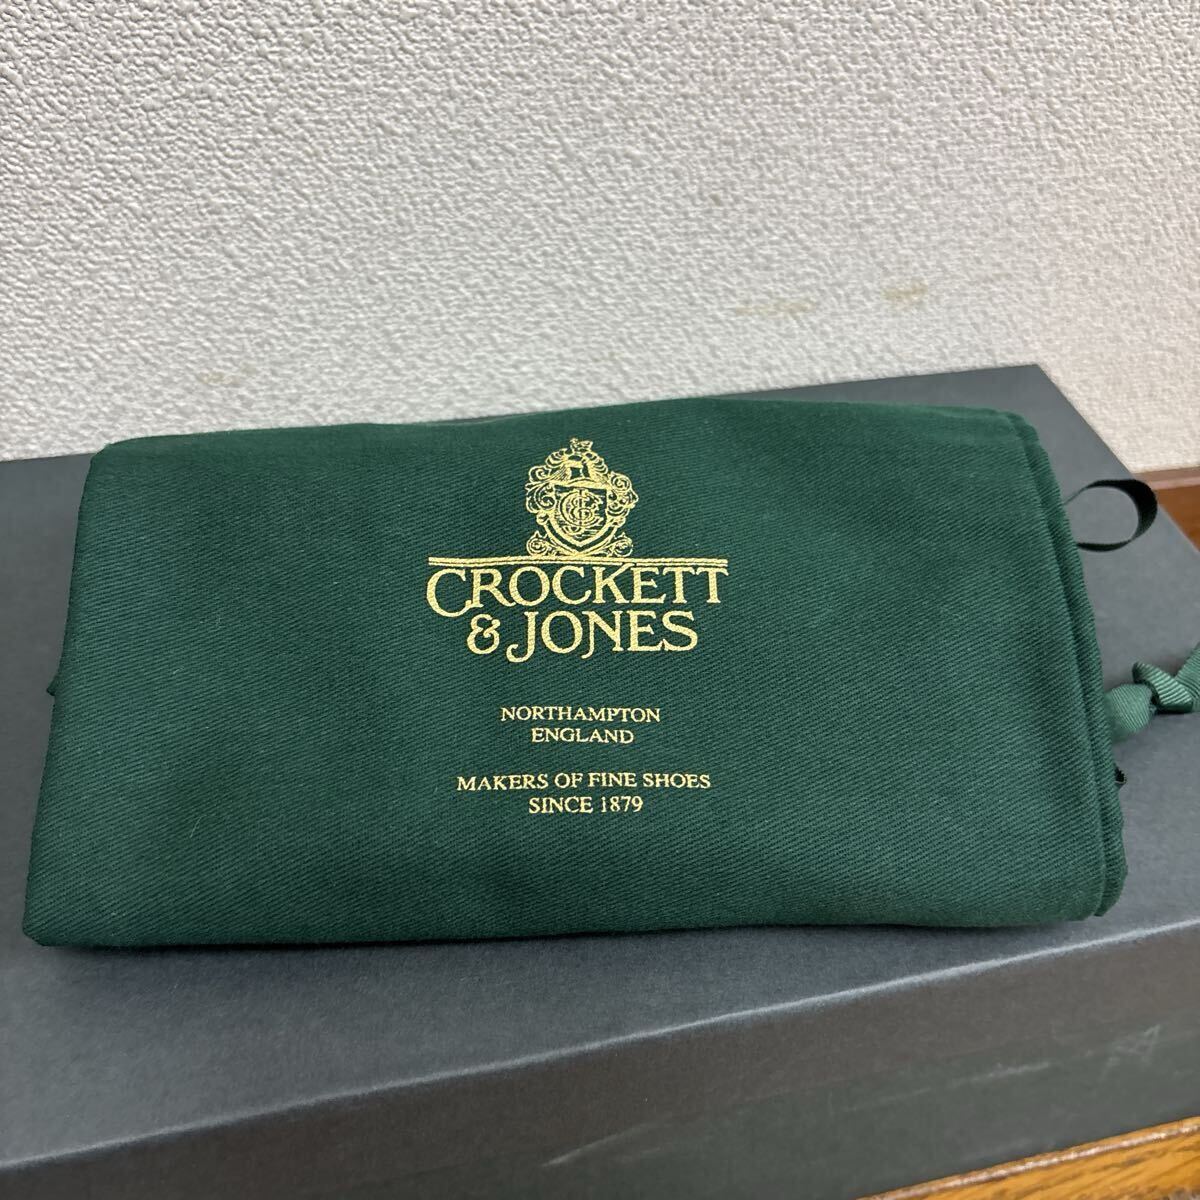 CROCKETT
& JONES
NORTHAMPTON
ENGLAND
MAKERS OF FINE SHOES
SINCE 1879